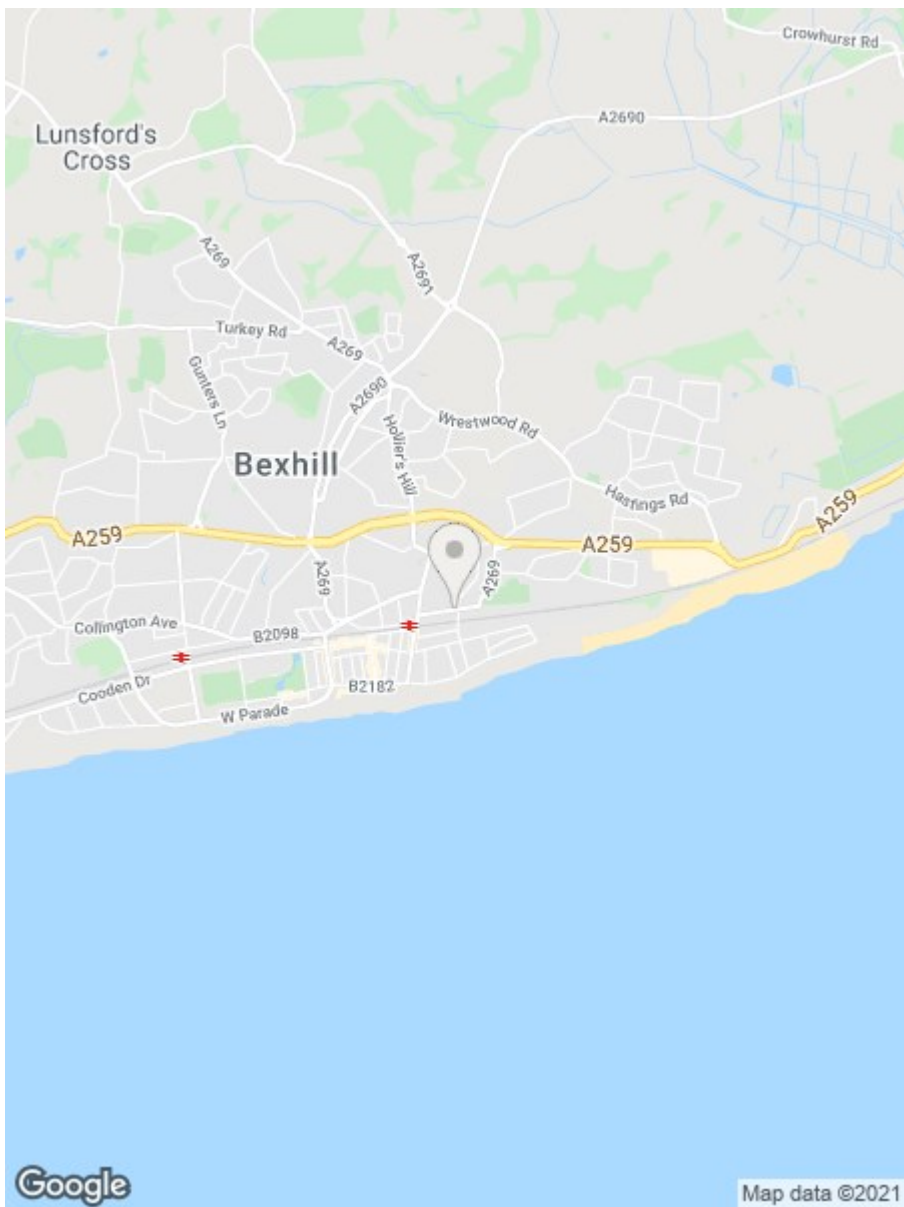 Crowhurst Rd
A2690
Lunsford's
Cross
A269
A2691
Turkey Rd
A269
Gunters Ln
A2690
Hollier's Hill
Wrestwood Rd
Bexhill
Hastings Rd
A259
A259
A259
A269
A269
Collington Ave
B2098
Cooden Dr
B2182
W Parade
Google
Map data ©2021